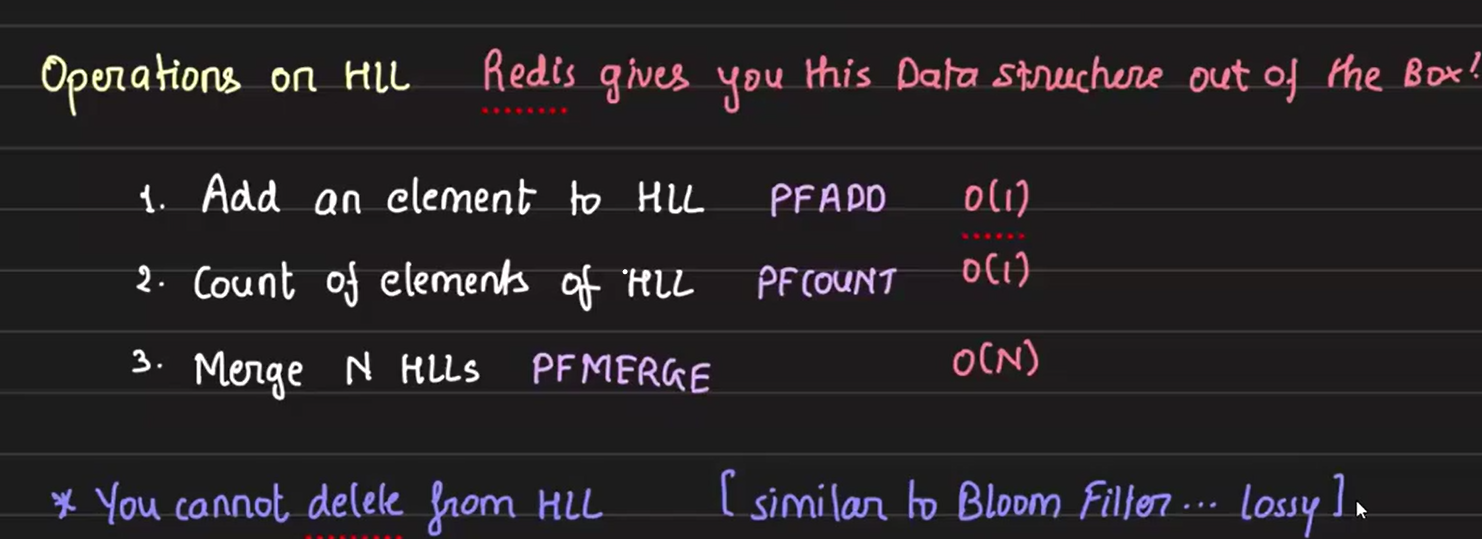 Operations on HLL Redis gives you this Data structure out of the Box!
1. Add an element to HLL PFADD O(1)
2. Count of elements of HLL PFCOUNT O(1)
3. Merge N HLLs PFMERGE O(N)
* You cannot delete from HLL [similar to Bloom Filter... lossy]